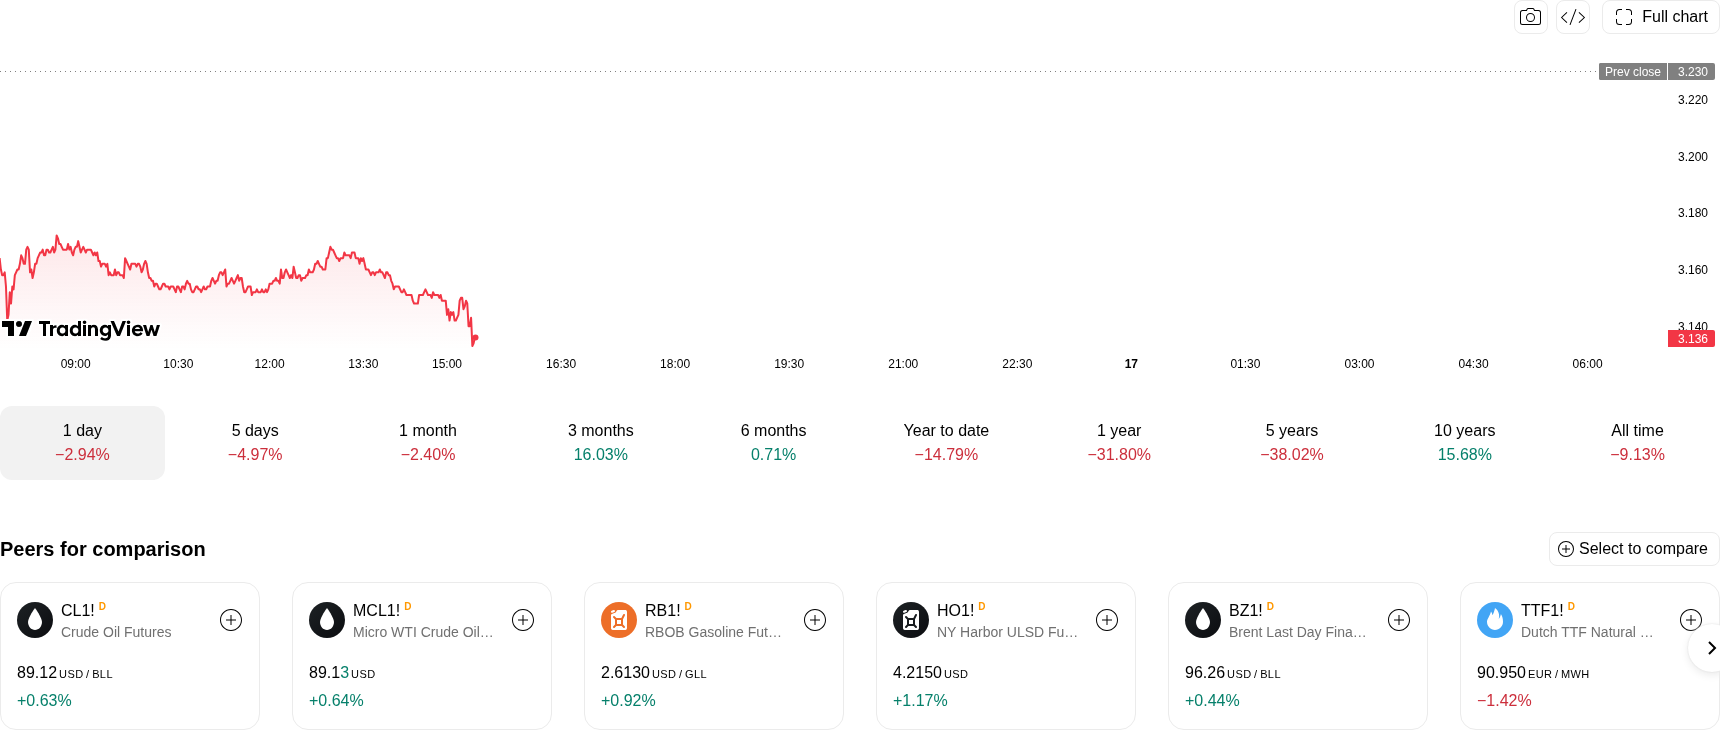 Full chart
Prev close 3.230
3.220
3.200
3.180
3.160
3.140
3.136
TradingView
09:00 10:30 12:00 13:30 15:00 16:30 18:00 19:30 21:00 22:30 17 01:30 03:00 04:30 06:00
1 day 5 days 1 month 3 months 6 months Year to date 1 year 5 years 10 years All time
−2.94% −4.97% −2.40% 16.03% 0.71% −14.79% −31.80% −38.02% 15.68% −9.13%
Peers for comparison
Select to compare
CL1! D
Crude Oil Futures
89.12 USD / BLL
+0.63%
MCL1! D
Micro WTI Crude Oil…
89.13 USD
+0.64%
RB1! D
RBOB Gasoline Fut…
2.6130 USD / GLL
+0.92%
HO1! D
NY Harbor ULSD Fu…
4.2150 USD
+1.17%
BZ1! D
Brent Last Day Fina…
96.26 USD / BLL
+0.44%
TTF1! D
Dutch TTF Natural …
90.950 EUR / MWH
−1.42%